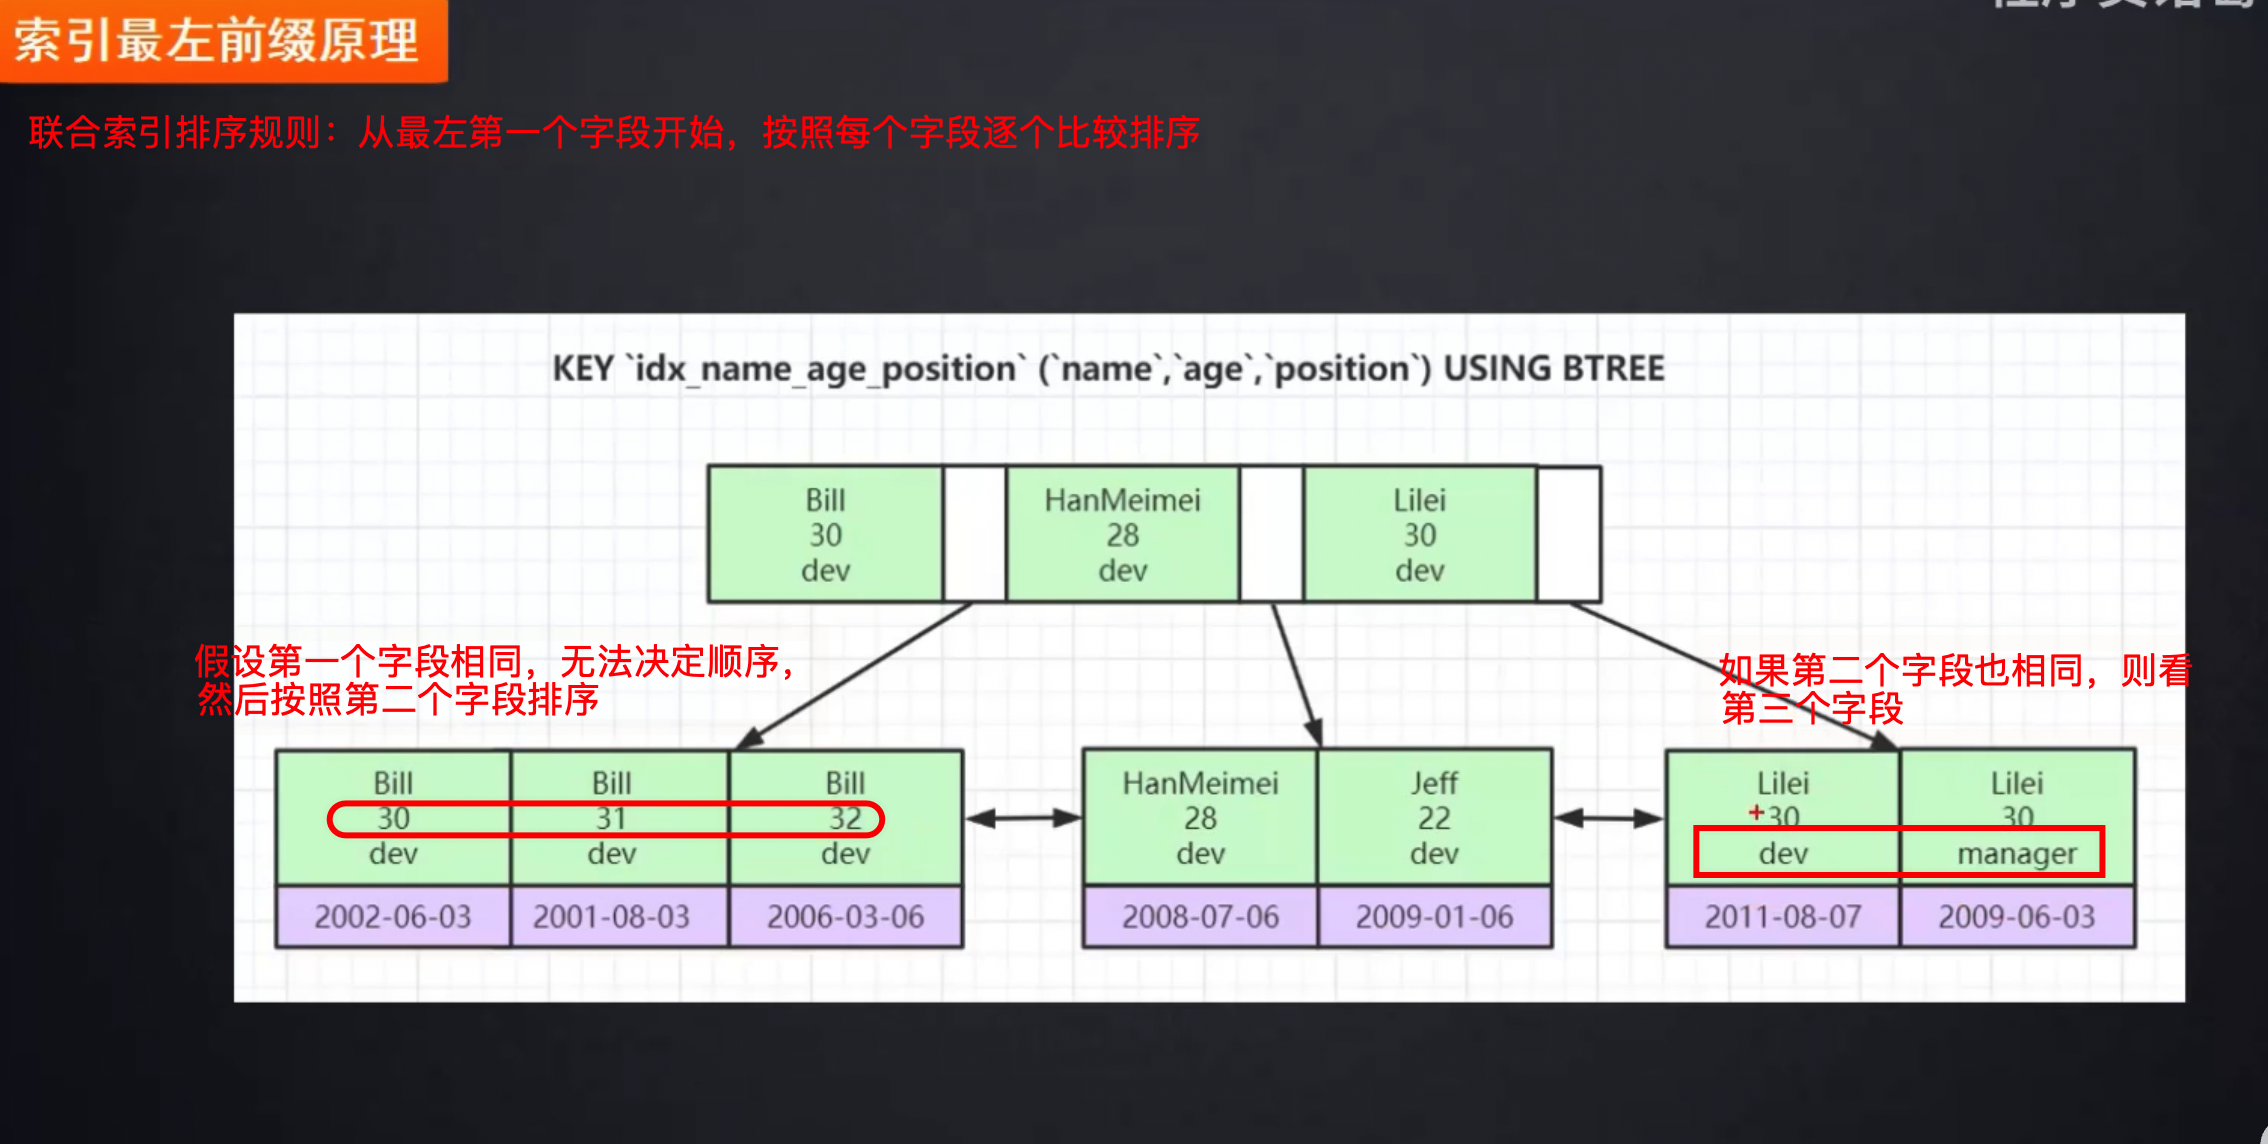 索引最左前缀原理
联合索引排序规则：从最左第一个字段开始，按照每个字段逐个比较排序
KEY `idx_name_age_position` (`name`,`age`,`position`) USING BTREE
Bill
30
dev
HanMeimei
28
dev
Lilei
30
dev
假设第一个字段相同，无法决定顺序，
然后按照第二个字段排序
如果第二个字段也相同，则看
第三个字段
Bill
30
dev
2002-06-03
Bill
31
dev
2001-08-03
Bill
32
dev
2006-03-06
HanMeimei
28
dev
2008-07-06
Jeff
22
dev
2009-01-06
Lilei
30
dev
2011-08-07
Lilei
30
manager
2009-06-03